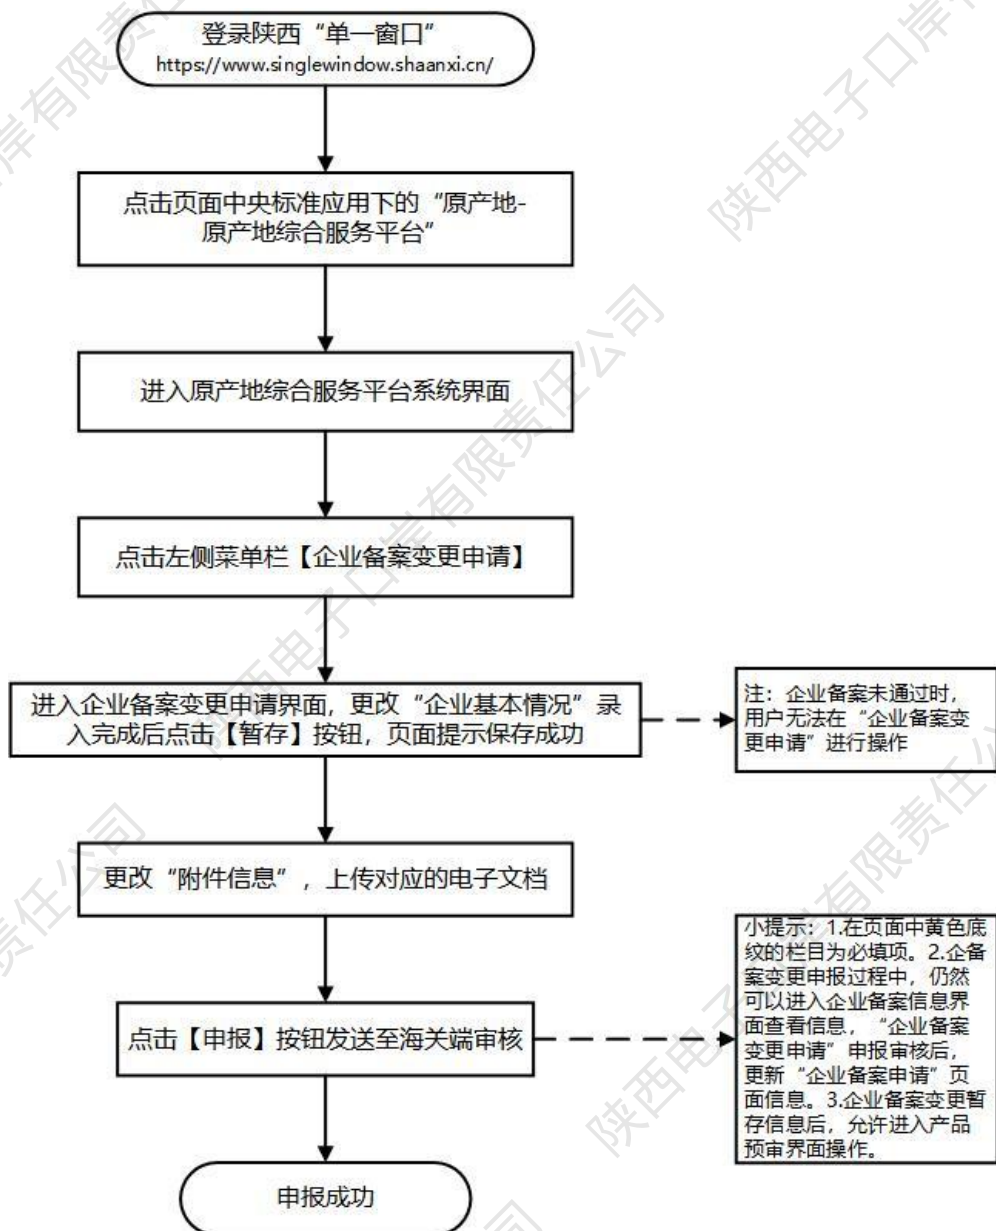 登录陕西“单一窗口”
https://www.singlewindow.shaanxi.cn/
点击页面中央标准应用下的“原产地-
原产地综合服务平台”
进入原产地综合服务平台系统界面
点击左侧菜单栏【企业备案变更申请】
进入企业备案变更申请界面，更改“企业基本情况”录
入完成后点击【暂存】按钮，页面提示保存成功
注：企业备案未通过时，
用户无法在“企业备案变
更申请”进行操作
更改“附件信息”，上传对应的电子文档
点击【申报】按钮发送至海关端审核
小提示：1.在页面中黄色底
纹的栏目为必填项。2.企备
案变更申报过程中，仍然
可以进入企业备案信息界
面查看信息，“企业备案
变更申请”申报审核后，
更新“企业备案申请”页
面信息。3.企业备案变更暂
存信息后，允许进入产品
预审界面操作。
申报成功
陕西电子口岸有限责任公司